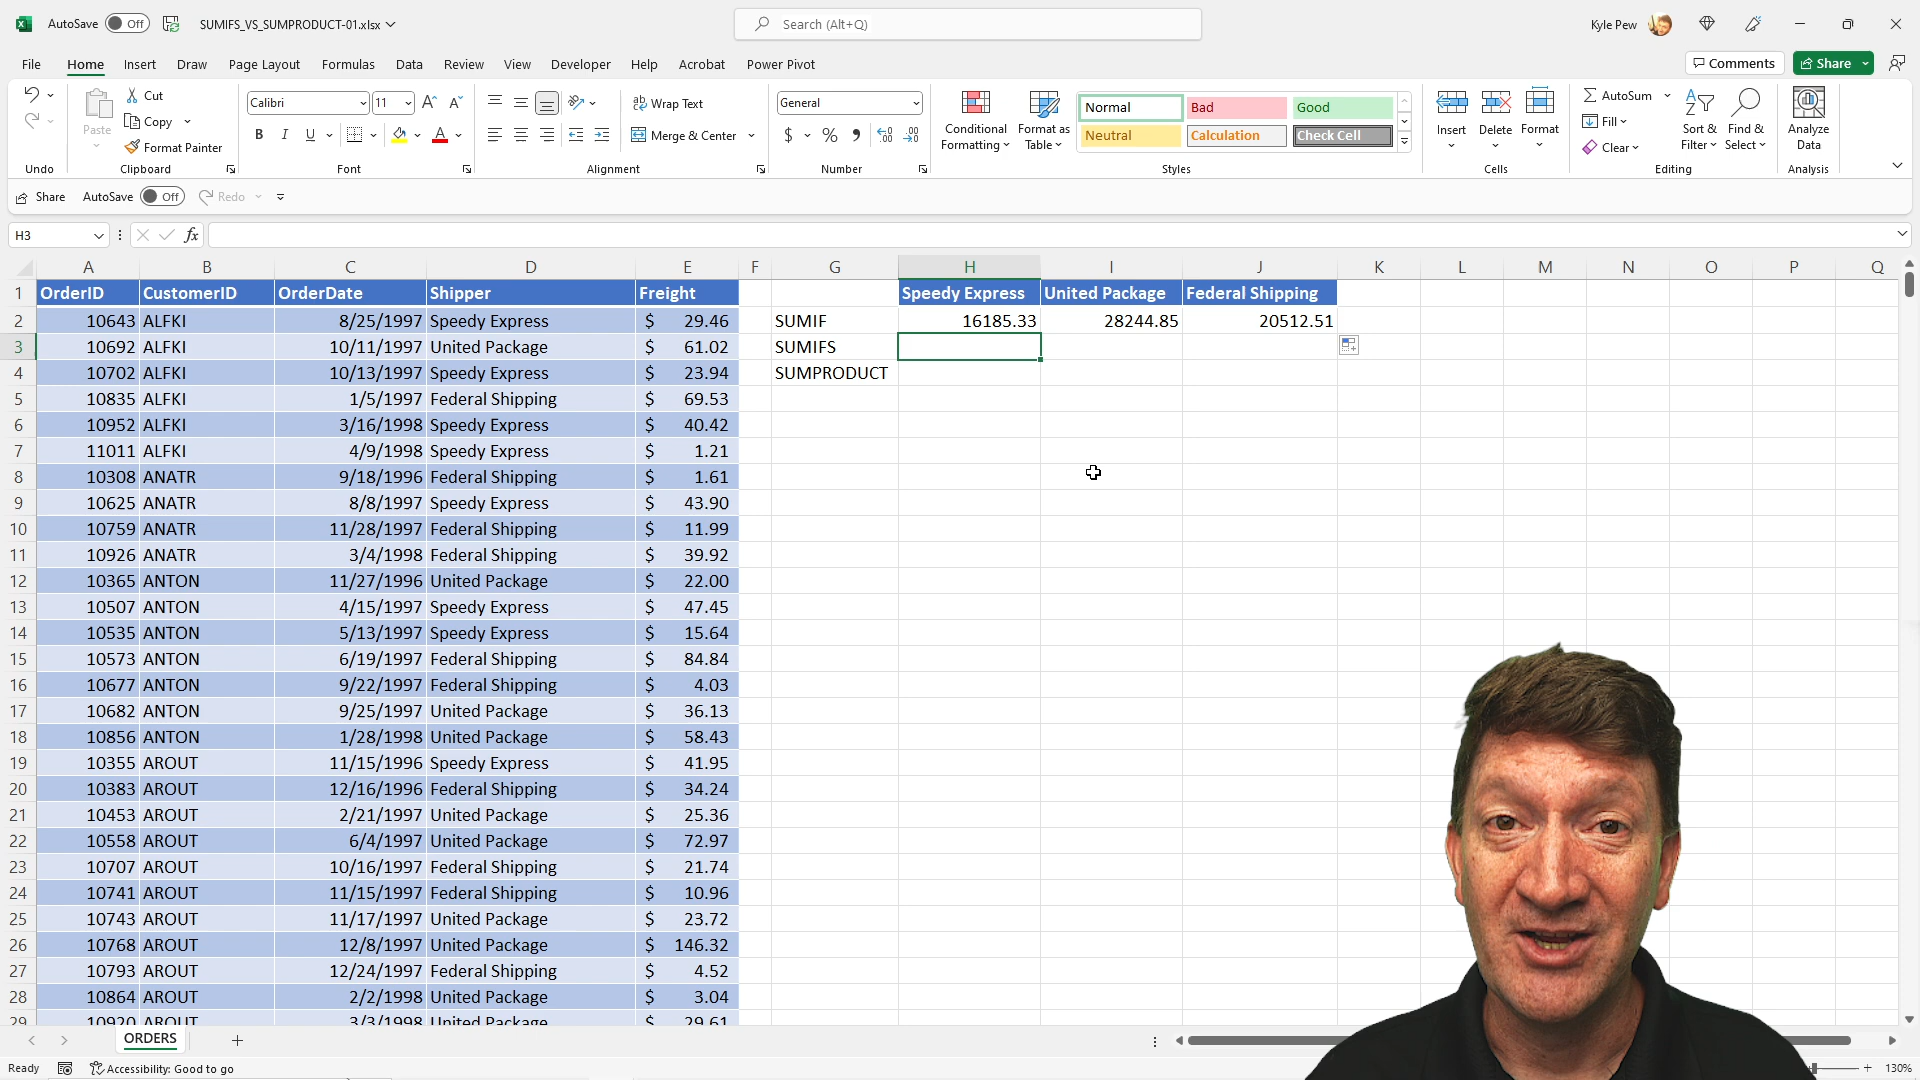 AutoSave Off SUMIFS_VS_SUMPRODUCT-01.xlsx Search (Alt+Q) Kyle Pew
File Home Insert Draw Page Layout Formulas Data Review View Developer Help Acrobat Power Pivot Comments Share
Paste Cut Copy Format Painter
Calibri 11
B I U
Wrap Text
Merge & Center
General
$ % 9
Conditional Formatting Format as Table
Normal Bad Good
Neutral Calculation Check Cell
Insert Delete Format
AutoSum
Fill
Clear
Sort & Filter Find & Select
Analyze Data
Undo Clipboard Font Alignment Number Styles Cells Editing Analysis
Share AutoSave Off Redo
H3 fx
A B C D E F G H I J K L M N O P Q
1 OrderID CustomerID OrderDate Shipper Freight Speedy Express United Package Federal Shipping
2 10643 ALFKI 8/25/1997 Speedy Express $ 29.46 SUMIF 16185.33 28244.85 20512.51
3 10692 ALFKI 10/11/1997 United Package $ 61.02 SUMIFS
4 10702 ALFKI 10/13/1997 Speedy Express $ 23.94 SUMPRODUCT
5 10835 ALFKI 1/5/1997 Federal Shipping $ 69.53
6 10952 ALFKI 3/16/1998 Speedy Express $ 40.42
7 11011 ALFKI 4/9/1998 Speedy Express $ 1.21
8 10308 ANATR 9/18/1996 Federal Shipping $ 1.61
9 10625 ANATR 8/8/1997 Speedy Express $ 43.90
10 10759 ANATR 11/28/1997 Federal Shipping $ 11.99
11 10926 ANATR 3/4/1998 Federal Shipping $ 39.92
12 10365 ANTON 11/27/1996 United Package $ 22.00
13 10507 ANTON 4/15/1997 Speedy Express $ 47.45
14 10535 ANTON 5/13/1997 Speedy Express $ 15.64
15 10573 ANTON 6/19/1997 Federal Shipping $ 84.84
16 10677 ANTON 9/22/1997 Federal Shipping $ 4.03
17 10682 ANTON 9/25/1997 United Package $ 36.13
18 10856 ANTON 1/28/1998 United Package $ 58.43
19 10355 AROUT 11/15/1996 Speedy Express $ 41.95
20 10383 AROUT 12/16/1996 Federal Shipping $ 34.24
21 10453 AROUT 2/21/1997 United Package $ 25.36
22 10558 AROUT 6/4/1997 United Package $ 72.97
23 10707 AROUT 10/16/1997 Federal Shipping $ 21.74
24 10741 AROUT 11/15/1997 Federal Shipping $ 10.96
25 10743 AROUT 11/17/1997 United Package $ 23.72
26 10768 AROUT 12/8/1997 United Package $ 146.32
27 10793 AROUT 12/24/1997 Federal Shipping $ 4.52
28 10864 AROUT 2/2/1998 United Package $ 3.04
29 10920 AROUT 3/3/1998 United Package $ 29.61
ORDERS
Ready Accessibility: Good to go 130%